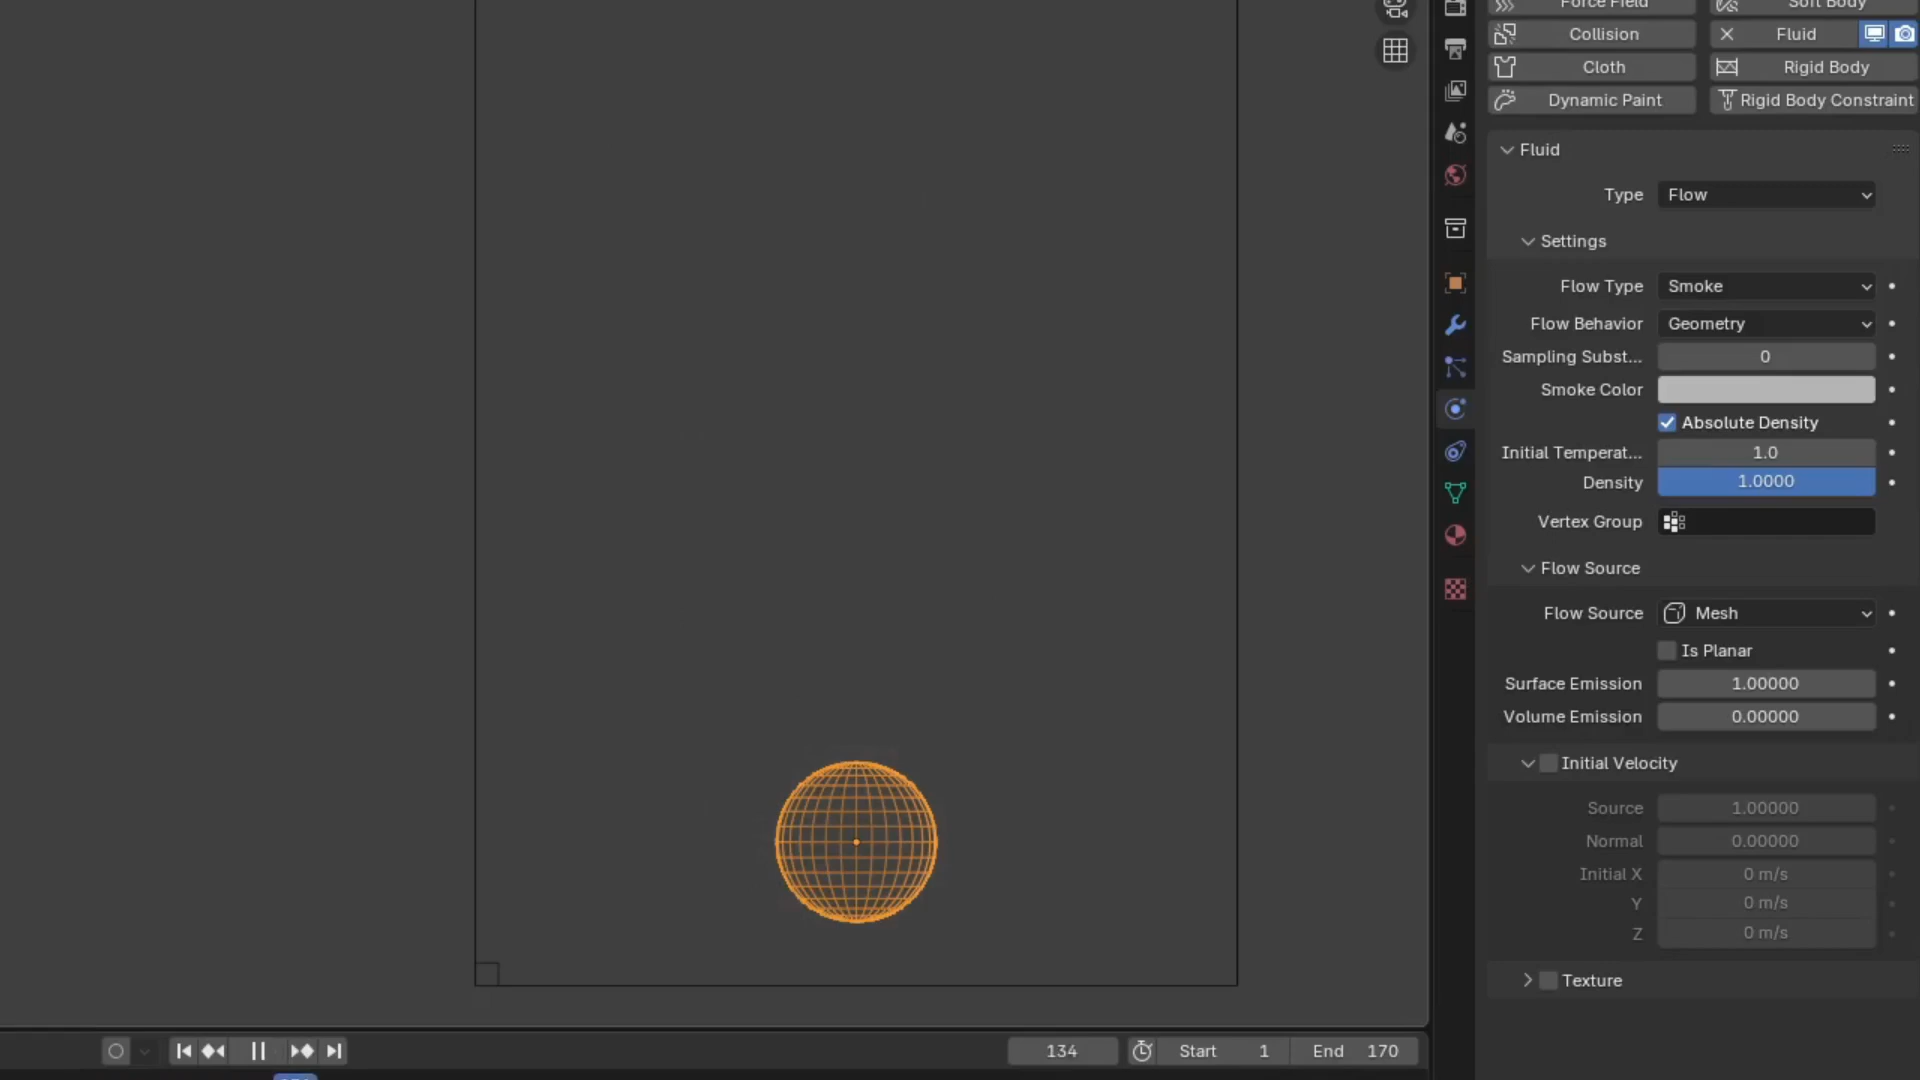 Force Field Soft Body
Collision Fluid
Cloth Rigid Body
Dynamic Paint Rigid Body Constraint
Fluid
Type Flow
Settings
Flow Type Smoke
Flow Behavior Geometry
Sampling Subst... 0
Smoke Color
Absolute Density
Initial Temperat... 1.0
Density 1.0000
Vertex Group
Flow Source
Flow Source Mesh
Is Planar
Surface Emission 1.00000
Volume Emission 0.00000
Initial Velocity
Source 1.00000
Normal 0.00000
Initial X 0 m/s
Y 0 m/s
Z 0 m/s
Texture
134 Start 1 End 170